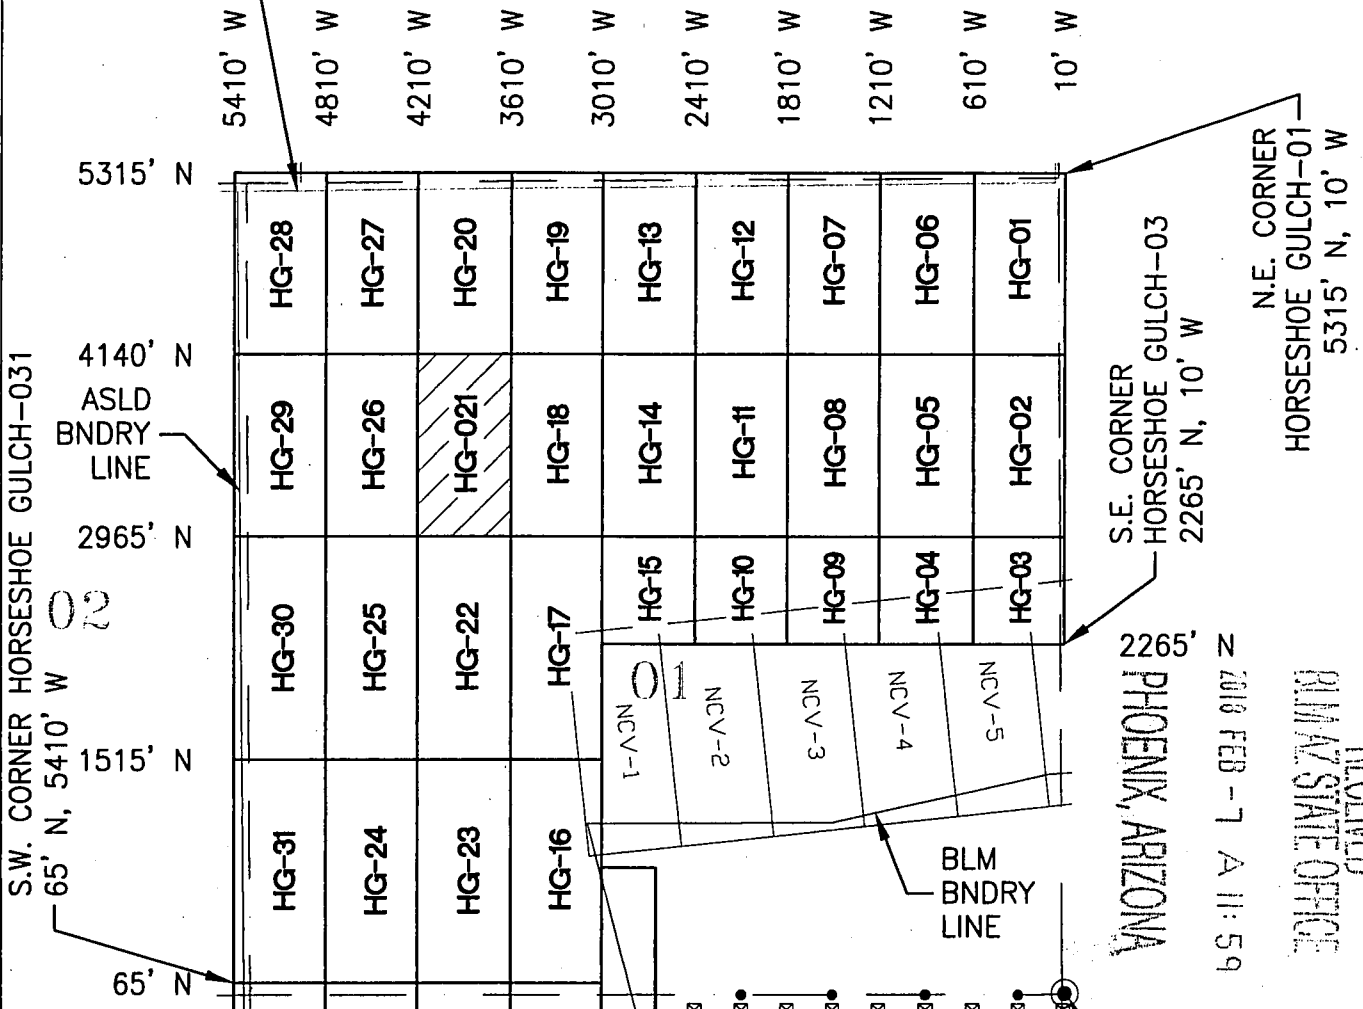 5410' W
4810' W
4210' W
3610' W
3010' W
2410' W
1810' W
1210' W
610' W
10' W
5315' N
4140' N
2965' N
1515' N
65' N
2265' N
HG-28
HG-27
HG-20
HG-19
HG-13
HG-12
HG-07
HG-06
HG-01
HG-29
HG-26
HG-021
HG-18
HG-14
HG-11
HG-08
HG-05
HG-02
HG-30
HG-25
HG-22
HG-17
HG-15
HG-10
HG-09
HG-04
HG-03
HG-31
HG-24
HG-23
HG-16
NCV-1
NCV-2
NCV-3
NCV-4
NCV-5
02
01
ASLD
BNDRY
LINE
BLM
BNDRY
LINE
S.W. CORNER HORSESHOE GULCH-031
65' N, 5410' W
S.E. CORNER
HORSESHOE GULCH-03
2265' N, 10' W
N.E. CORNER
HORSESHOE GULCH-01
5315' N, 10' W
RECEIVED
BLM AZ STATE OFFICE
2018 FEB -7 A 11:59
PHOENIX, ARIZONA